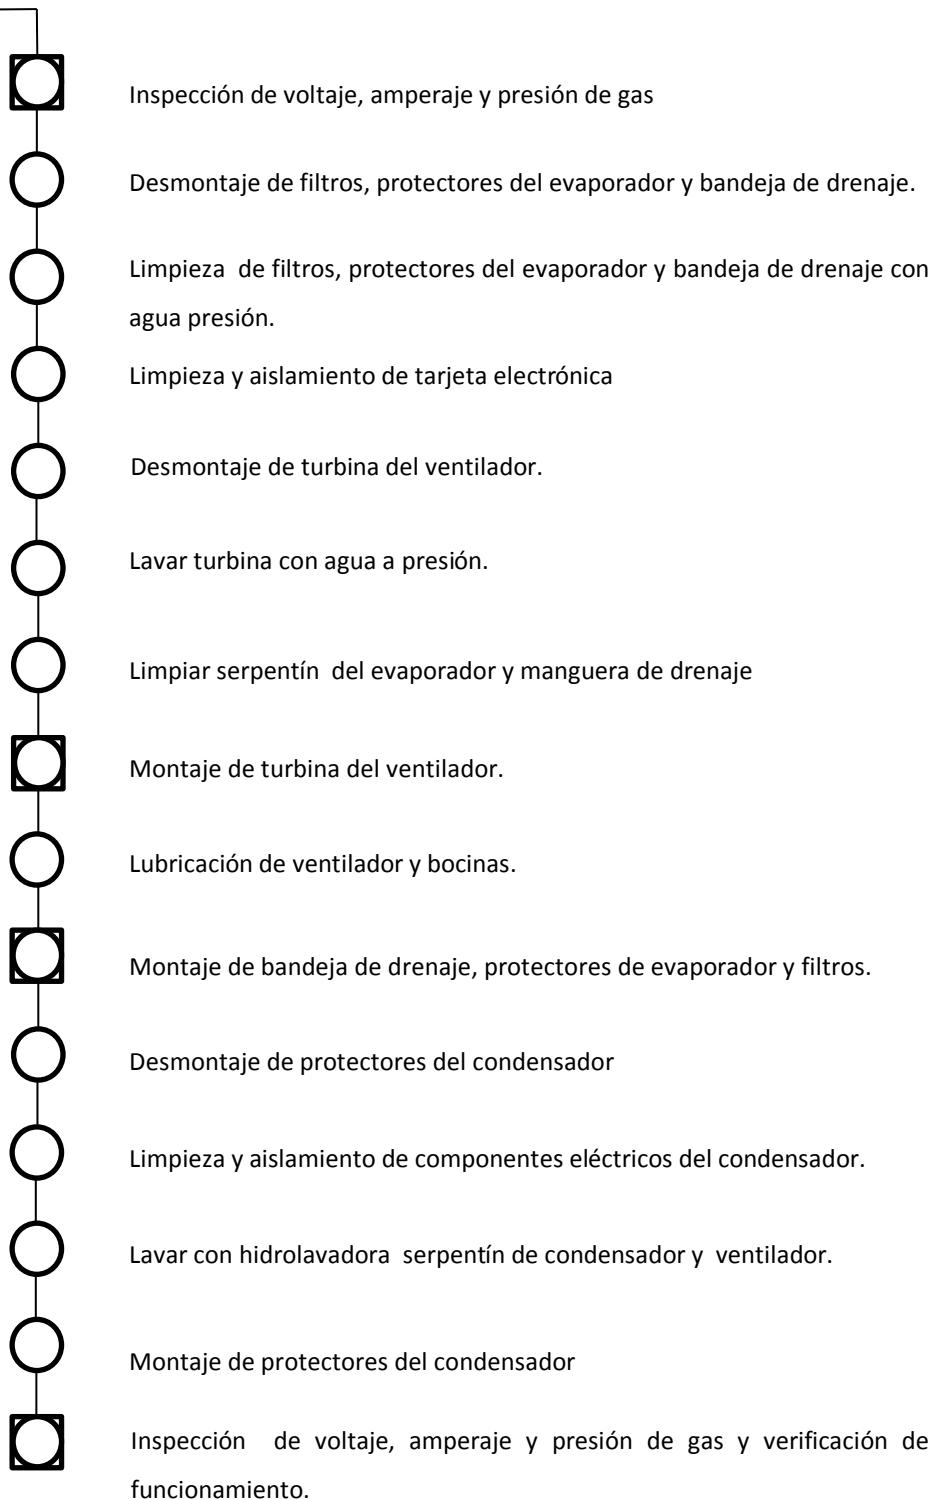 Inspección de voltaje, amperaje y presión de gas
Desmontaje de filtros, protectores del evaporador y bandeja de drenaje.
Limpieza de filtros, protectores del evaporador y bandeja de drenaje con
agua presión.
Limpieza y aislamiento de tarjeta electrónica
Desmontaje de turbina del ventilador.
Lavar turbina con agua a presión.
Limpiar serpentín del evaporador y manguera de drenaje
Montaje de turbina del ventilador.
Lubricación de ventilador y bocinas.
Montaje de bandeja de drenaje, protectores de evaporador y filtros.
Desmontaje de protectores del condensador
Limpieza y aislamiento de componentes eléctricos del condensador.
Lavar con hidrolavadora serpentín de condensador y ventilador.
Montaje de protectores del condensador
Inspección de voltaje, amperaje y presión de gas y verificación de
funcionamiento.